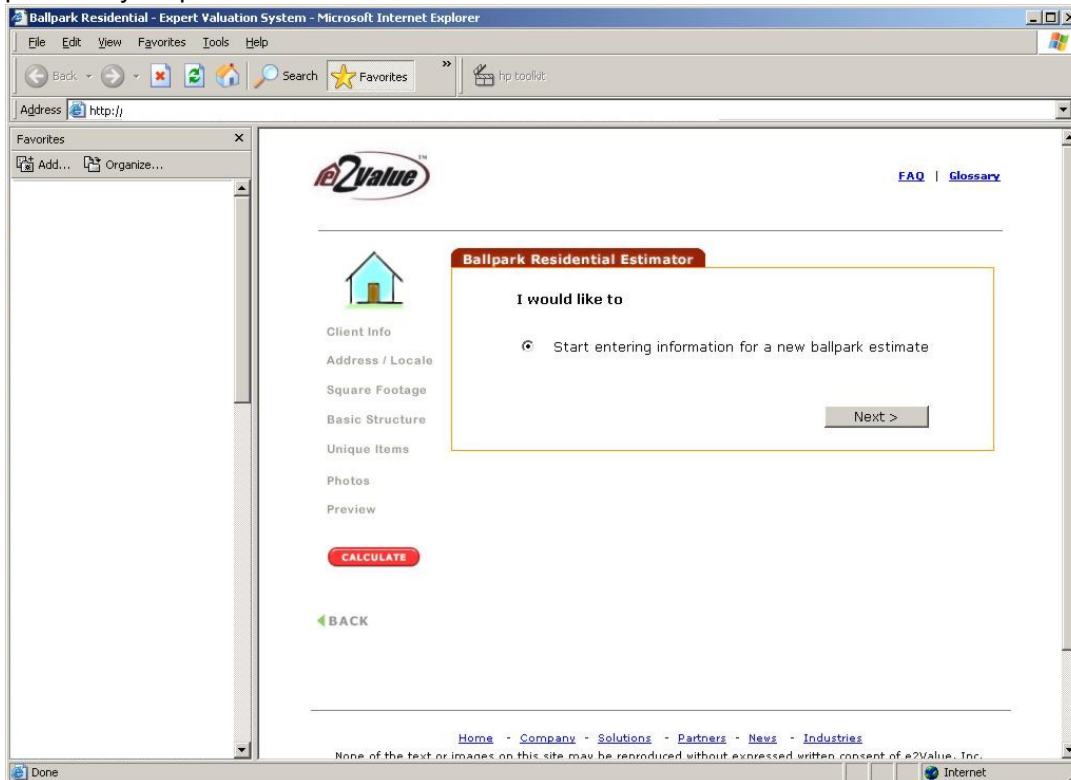 Ballpark Residential - Expert Valuation System - Microsoft Internet Explorer
File Edit View Favorites Tools Help
Back Search Favorites » hp toolkit
Address http://
Favorites x
Add... Organize...
e2Value TM
FAQ | Glossary
Ballpark Residential Estimator
I would like to
Start entering information for a new ballpark estimate
Next >
Client Info
Address / Locale
Square Footage
Basic Structure
Unique Items
Photos
Preview
CALCULATE
BACK
Home - Company - Solutions - Partners - News - Industries
None of the text or images on this site may be reproduced without expressed written consent of e2Value, Inc.
Done Internet